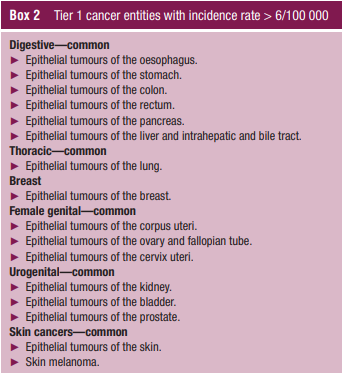 Box 2 Tier 1 cancer entities with incidence rate > 6/100 000
Digestive—common
► Epithelial tumours of the oesophagus.
► Epithelial tumours of the stomach.
► Epithelial tumours of the colon.
► Epithelial tumours of the rectum.
► Epithelial tumours of the pancreas.
► Epithelial tumours of the liver and intrahepatic and bile tract.
Thoracic—common
► Epithelial tumours of the lung.
Breast
► Epithelial tumours of the breast.
Female genital—common
► Epithelial tumours of the corpus uteri.
► Epithelial tumours of the ovary and fallopian tube.
► Epithelial tumours of the cervix uteri.
Urogenital—common
► Epithelial tumours of the kidney.
► Epithelial tumours of the bladder.
► Epithelial tumours of the prostate.
Skin cancers—common
► Epithelial tumours of the skin.
► Skin melanoma.